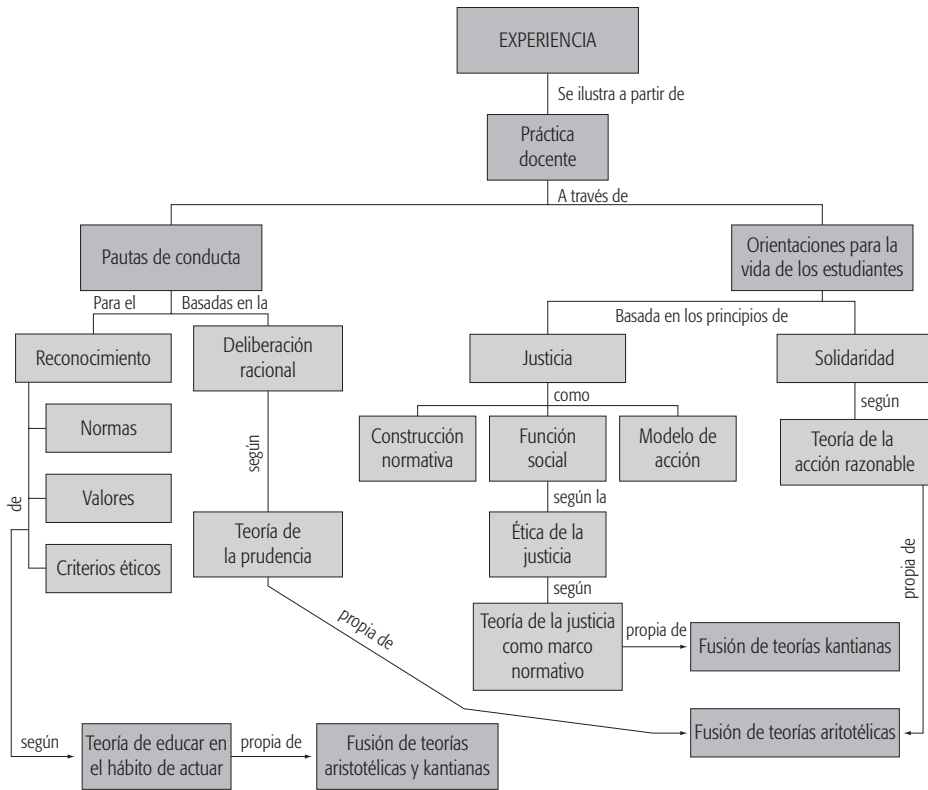 EXPERIENCIA
Se ilustra a partir de
Práctica
docente
A través de
Pautas de conducta
Orientaciones para la
vida de los estudiantes
Para el
Basadas en la
Basada en los principios de
Reconocimiento
Deliberación
racional
Justicia
Solidaridad
como
según
Normas
Construcción
normativa
Función
social
Modelo de
acción
Teoría de la
acción razonable
según
Valores
según la
de
Teoría de
la prudencia
Ética de la
justicia
Criterios éticos
según
propia de
propia de
Teoría de la justicia
como marco
normativo
propia de
Fusión de teorías kantianas
según
Teoría de educar en
el hábito de actuar
propia de
Fusión de teorías
aristotélicas y kantianas
Fusión de teorías aritotélicas